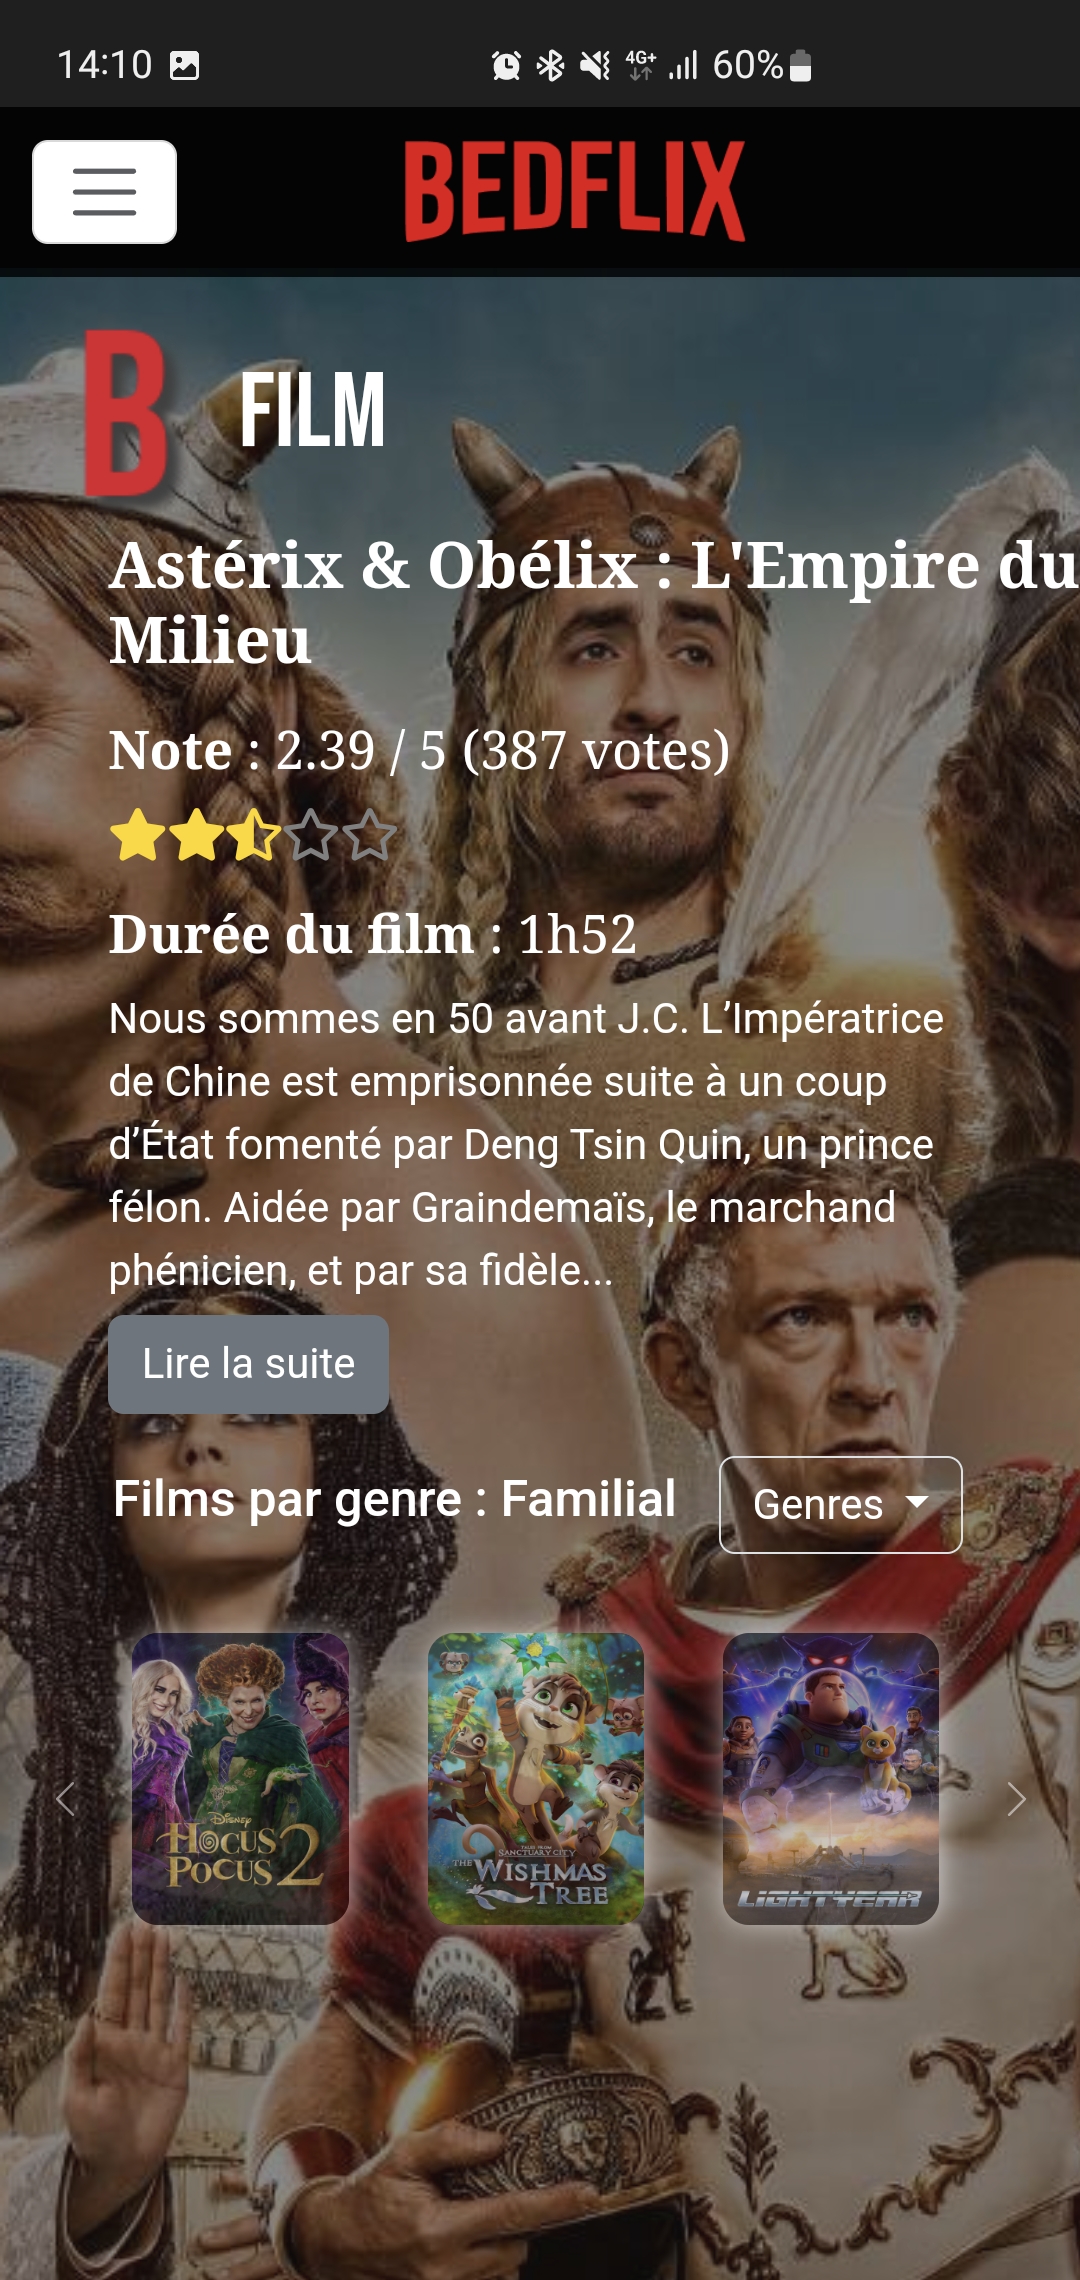 14:10
4G+
60%
BEDFLIX
B FILM
Astérix & Obélix : L'Empire du
Milieu
Note : 2.39 / 5 (387 votes)
Durée du film : 1h52
Nous sommes en 50 avant J.C. L’Impératrice
de Chine est emprisonnée suite à un coup
d’État fomenté par Deng Tsin Quin, un prince
félon. Aidée par Graindemaïs, le marchand
phénicien, et par sa fidèle...
Lire la suite
Films par genre : Familial
Genres
Disney
HOCUS
POCUS 2
TALES FROM
SANCTUARY CITY
THE WISHMAS
TREE
LIGHTYEAR